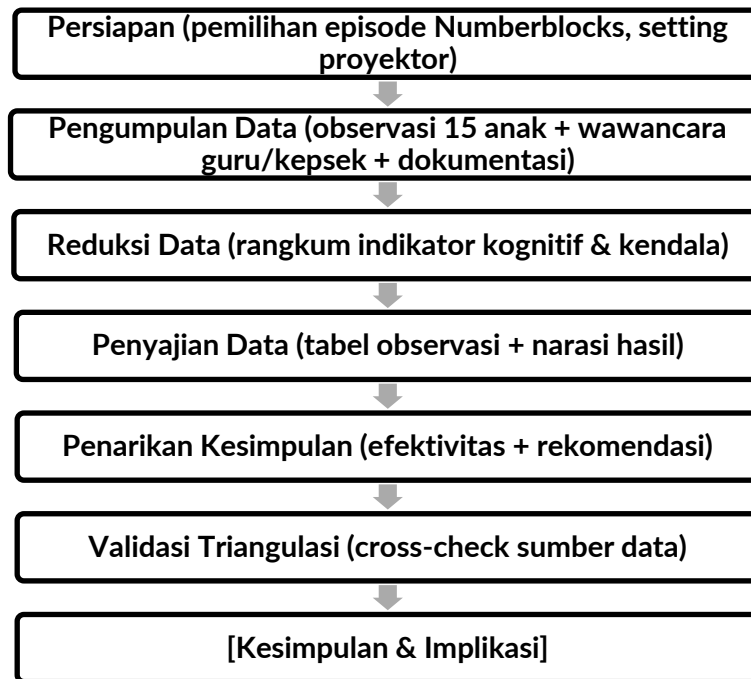 Persiapan (pemilihan episode Numberblocks, setting
proyektor)
Pengumpulan Data (observasi 15 anak + wawancara
guru/kepsek + dokumentasi)
Reduksi Data (rangkum indikator kognitif & kendala)
Penyajian Data (tabel observasi + narasi hasil)
Penarikan Kesimpulan (efektivitas + rekomendasi)
Validasi Triangulasi (cross-check sumber data)
[Kesimpulan & Implikasi]